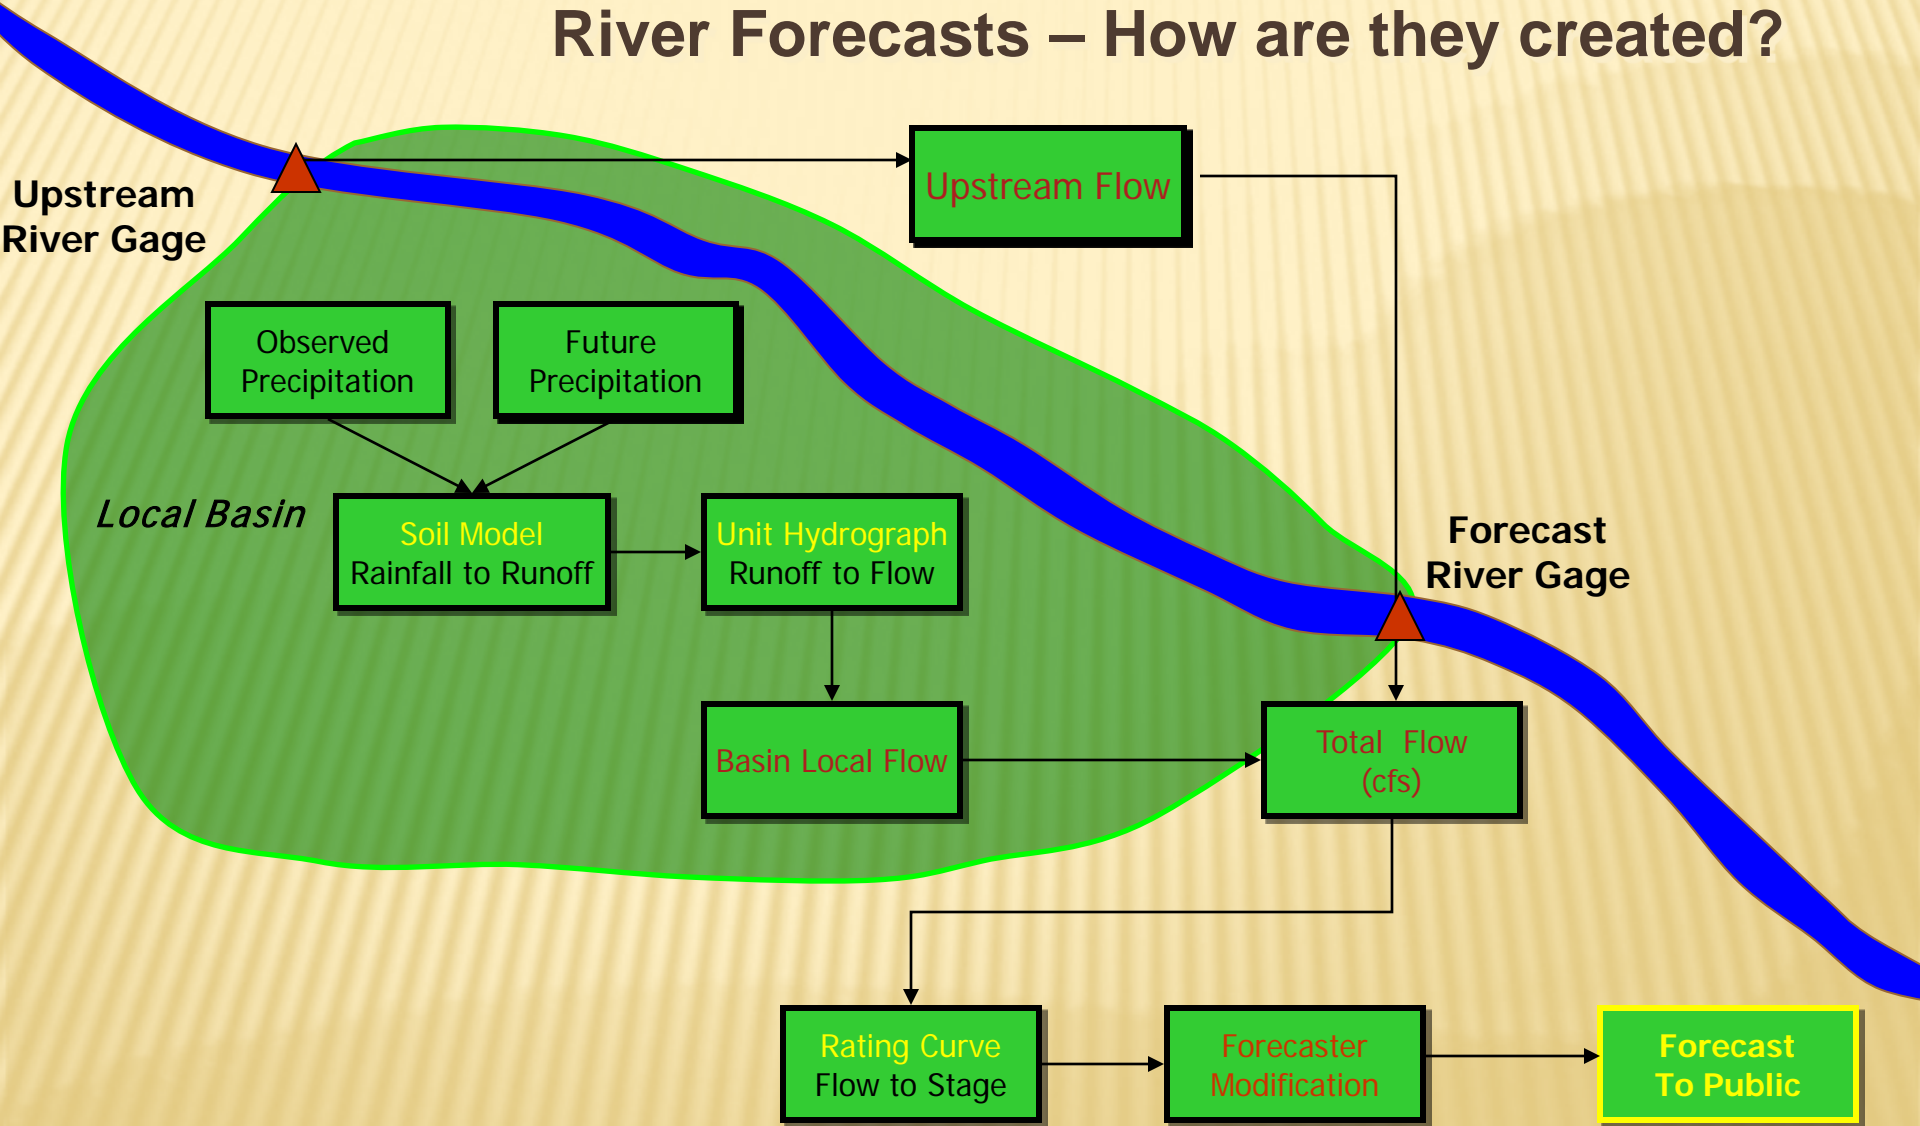 River Forecasts – How are they created?
Upstream
River Gage
Upstream Flow
Observed
Precipitation
Future
Precipitation
Local Basin
Soil Model
Rainfall to Runoff
Unit Hydrograph
Runoff to Flow
Forecast
River Gage
Basin Local Flow
Total Flow
(cfs)
Rating Curve
Flow to Stage
Forecaster
Modification
Forecast
To Public